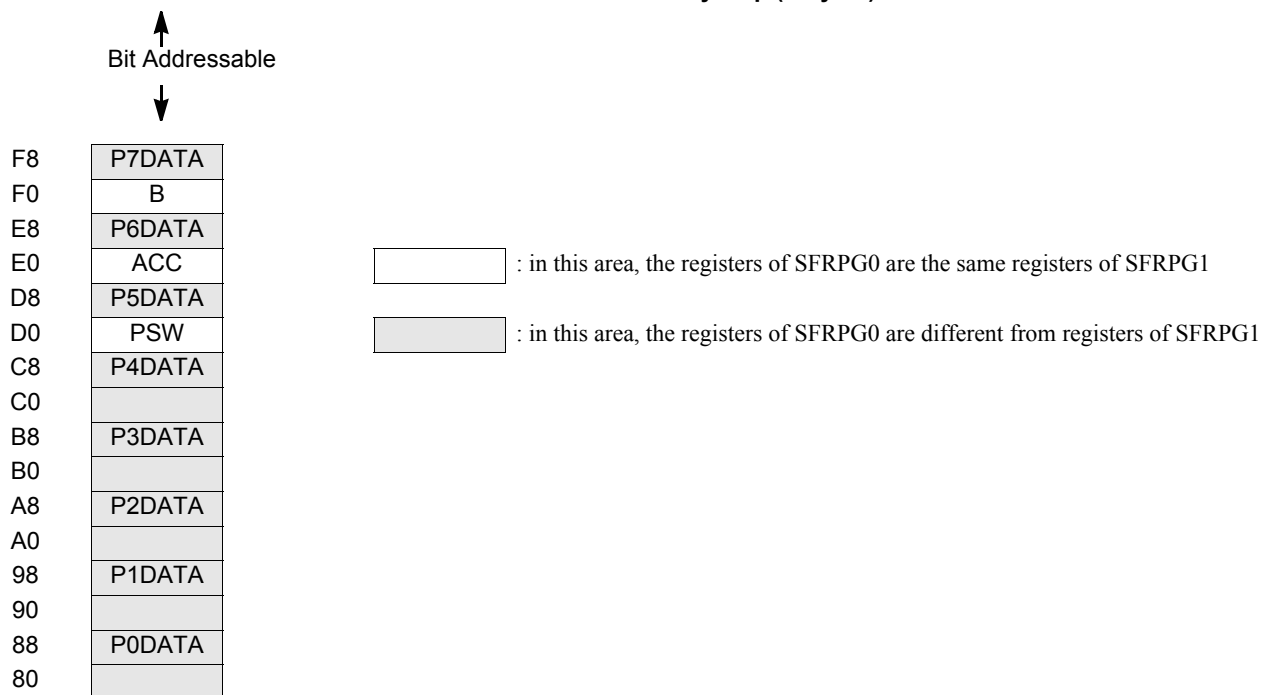 Bit Addressable
F8 P7DATA
F0 B
E8 P6DATA
E0 ACC : in this area, the registers of SFRPG0 are the same registers of SFRPG1
D8 P5DATA
D0 PSW : in this area, the registers of SFRPG0 are different from registers of SFRPG1
C8 P4DATA
C0
B8 P3DATA
B0
A8 P2DATA
A0
98 P1DATA
90
88 P0DATA
80